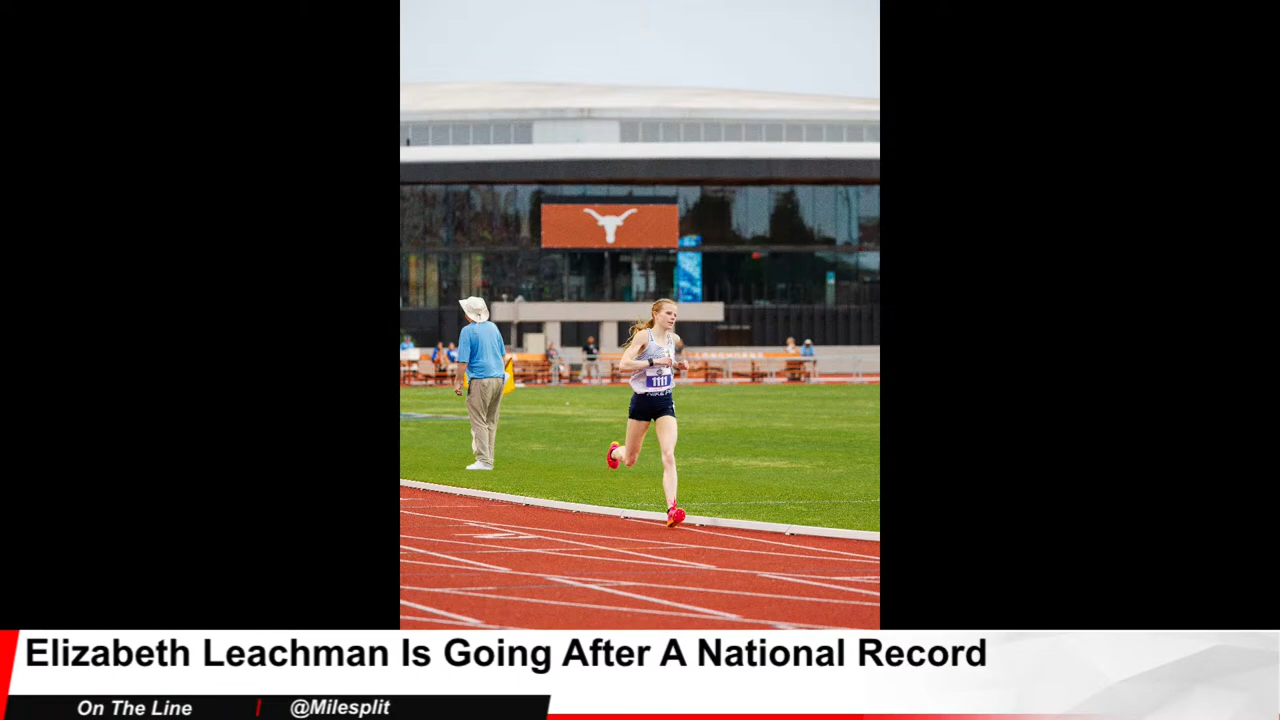 1111
Elizabeth Leachman Is Going After A National Record
On The Line | @Milesplit